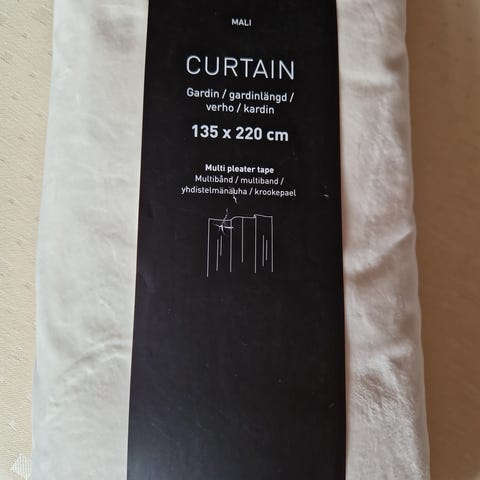 MALI
CURTAIN
Gardin / gardinlängd /
verho / kardin
135 x 220 cm
Multi pleater tape
Multibånd / multiband /
yhdistelmänauha / krookepael